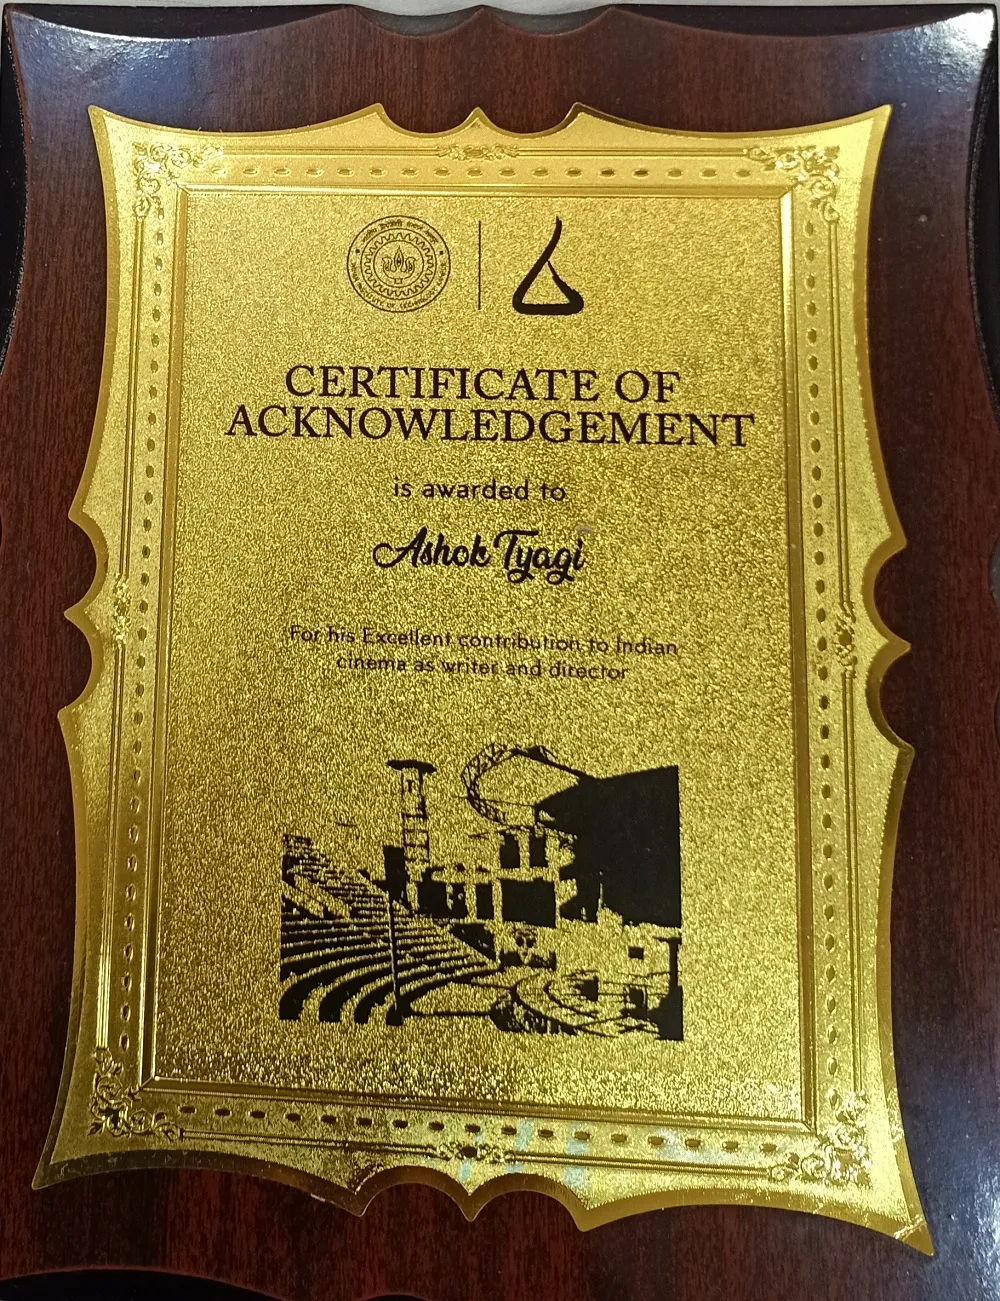 CERTIFICATE OF
ACKNOWLEDGEMENT
is awarded to
Ashok Tyagi
For his Excellent contribution to Indian
cinema as writer and director